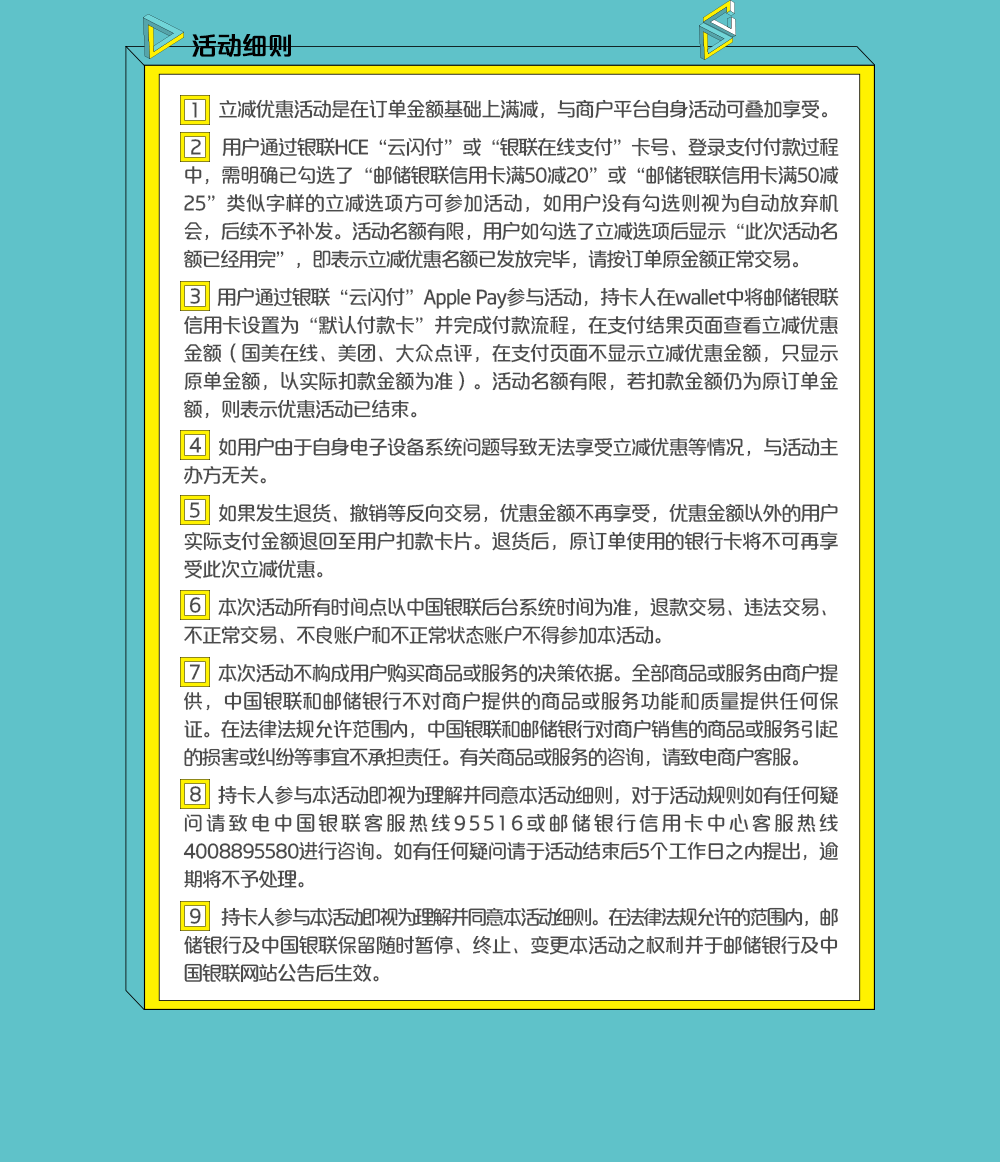 活动细则
1 立减优惠活动是在订单金额基础上满减，与商户平台自身活动可叠加享受。
2 用户通过银联HCE“云闪付”或“银联在线支付”卡号、登录支付付款过程
中，需明确已勾选了“邮储银联信用卡满50减20”或“邮储银联信用卡满50减
25”类似字样的立减选项方可参加活动，如用户没有勾选则视为自动放弃机
会，后续不予补发。活动名额有限，用户如勾选了立减选项后显示“此次活动名
额已经用完”，即表示立减优惠名额已发放完毕，请按订单原金额正常交易。
3 用户通过银联“云闪付”Apple Pay参与活动，持卡人在wallet中将邮储银联
信用卡设置为“默认付款卡”并完成付款流程，在支付结果页面查看立减优惠
金额（国美在线、美团、大众点评，在支付页面不显示立减优惠金额，只显示
原单金额，以实际扣款金额为准）。活动名额有限，若扣款金额仍为原订单金
额，则表示优惠活动已结束。
4 如用户由于自身电子设备系统问题导致无法享受立减优惠等情况，与活动主
办方无关。
5 如果发生退货、撤销等反向交易，优惠金额不再享受，优惠金额以外的用户
实际支付金额退回至用户扣款卡片。退货后，原订单使用的银行卡将不可再享
受此次立减优惠。
6 本次活动所有时间点以中国银联后台系统时间为准，退款交易、违法交易、
不正常交易、不良账户和不正常状态账户不得参加本活动。
7 本次活动不构成用户购买商品或服务的决策依据。全部商品或服务由商户提
供，中国银联和邮储银行不对商户提供的商品或服务功能和质量提供任何保
证。在法律法规允许范围内，中国银联和邮储银行对商户销售的商品或服务引起
的损害或纠纷等事宜不承担责任。有关商品或服务的咨询，请致电商户客服。
8 持卡人参与本活动即视为理解并同意本活动细则，对于活动规则如有任何疑
问请致电中国银联客服热线95516或邮储银行信用卡中心客服热线
4008895580进行咨询。如有任何疑问请于活动结束后5个工作日之内提出，逾
期将不予处理。
9 持卡人参与本活动即视为理解并同意本活动细则。在法律法规允许的范围内，邮
储银行及中国银联保留随时暂停、终止、变更本活动之权利并于邮储银行及中
国银联网站公告后生效。